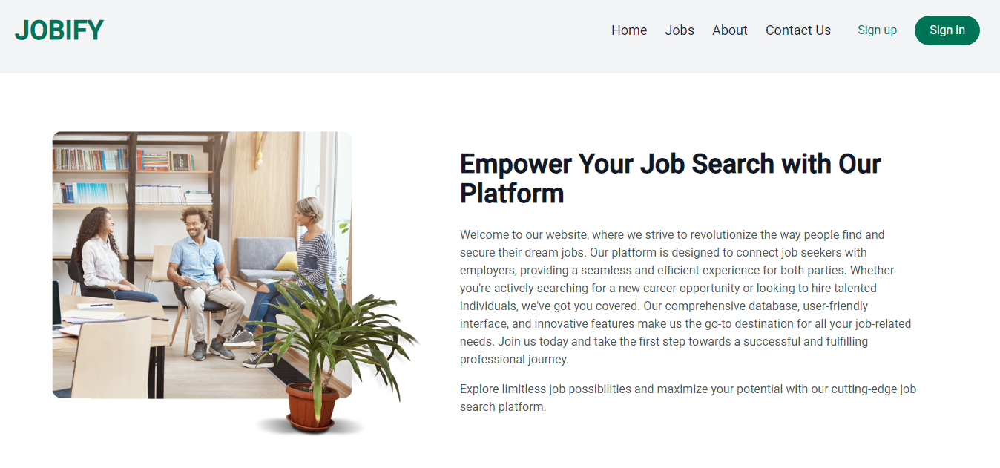 JOBIFY
Home Jobs About Contact Us Sign up Sign in
Empower Your Job Search with Our
Platform
Welcome to our website, where we strive to revolutionize the way people find and
secure their dream jobs. Our platform is designed to connect job seekers with
employers, providing a seamless and efficient experience for both parties. Whether
you're actively searching for a new career opportunity or looking to hire talented
individuals, we've got you covered. Our comprehensive database, user-friendly
interface, and innovative features make us the go-to destination for all your job-related
needs. Join us today and take the first step towards a successful and fulfilling
professional journey.
Explore limitless job possibilities and maximize your potential with our cutting-edge job
search platform.